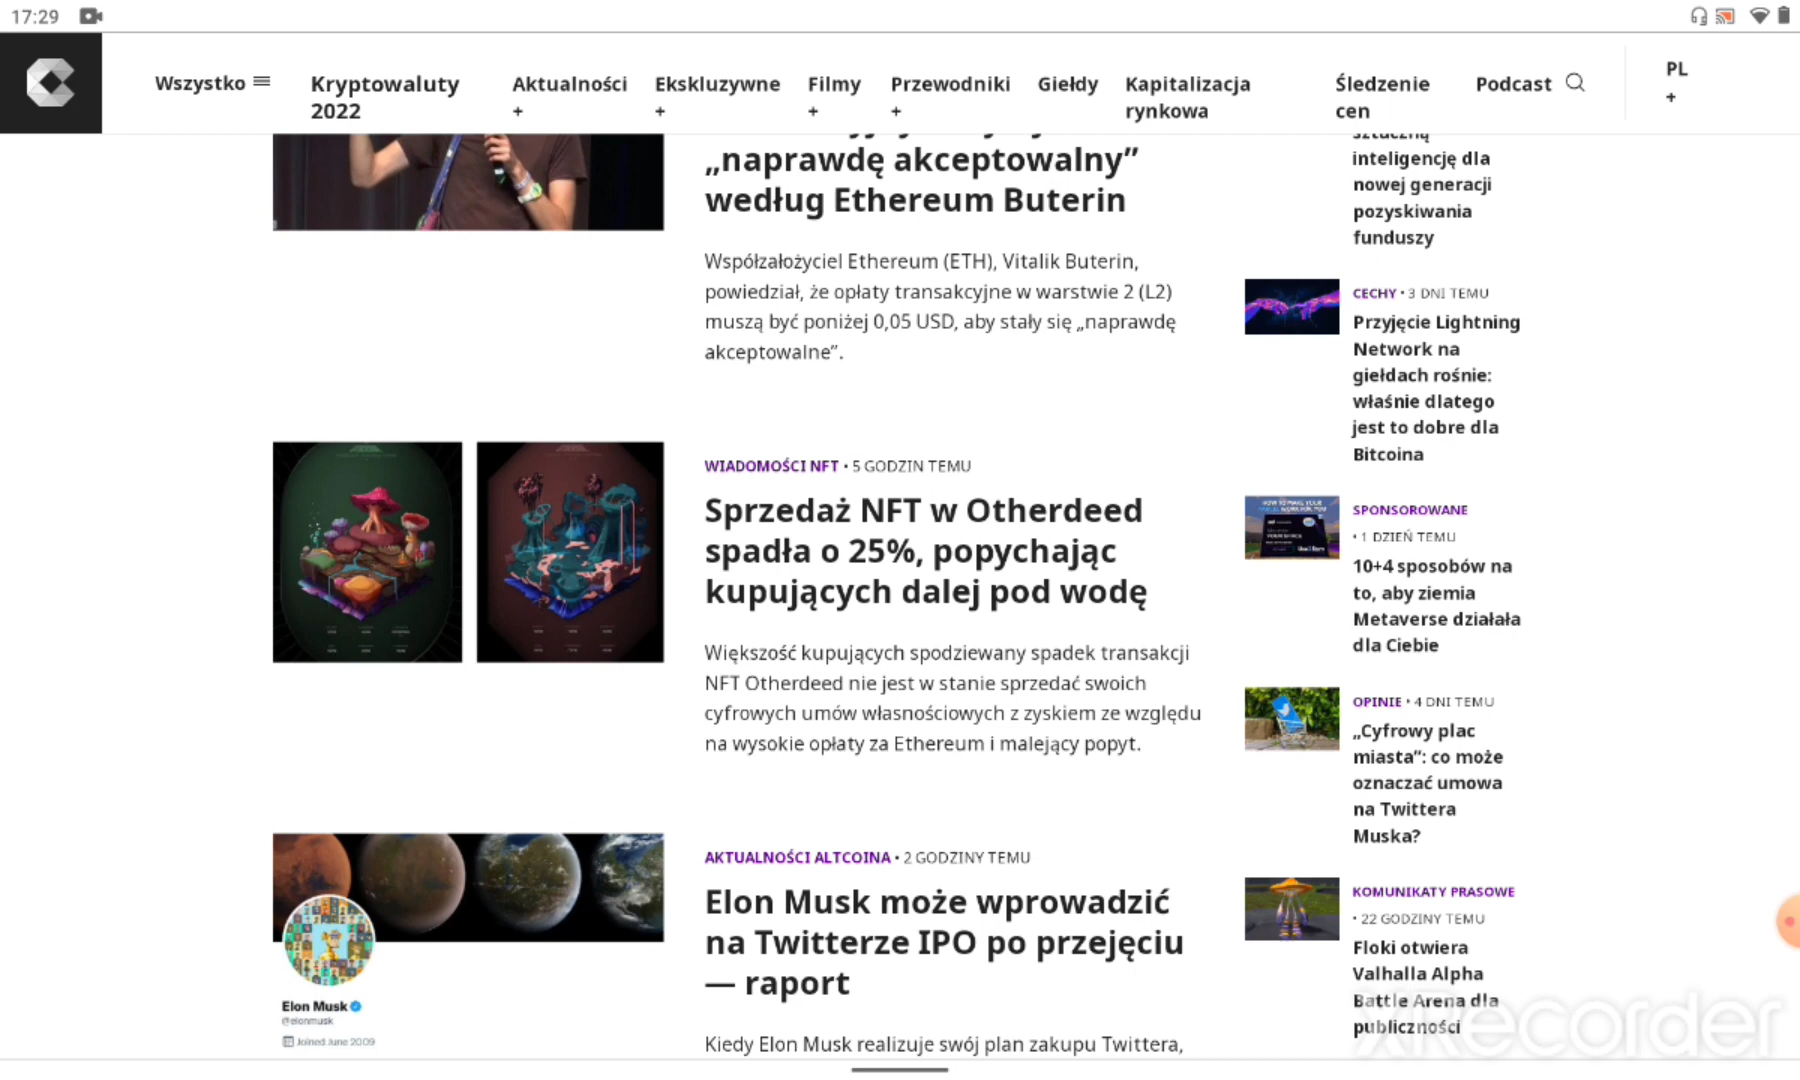 17:29
Wszystko
Kryptowaluty
2022
Aktualności
+
Ekskluzywne
+
Filmy
+
Przewodniki
+
Giełdy
Kapitalizacja
rynkowa
Śledzenie
cen
Podcast
PL
+
„naprawdę akceptowalny”
według Ethereum Buterin
Współzałożyciel Ethereum (ETH), Vitalik Buterin,
powiedział, że opłaty transakcyjne w warstwie 2 (L2)
muszą być poniżej 0,05 USD, aby stały się „naprawdę
akceptowalne”.
WIADOMOŚCI NFT • 5 GODZIN TEMU
Sprzedaż NFT w Otherdeed
spadła o 25%, popychając
kupujących dalej pod wodę
Większość kupujących spodziewany spadek transakcji
NFT Otherdeed nie jest w stanie sprzedać swoich
cyfrowych umów własnościowych z zyskiem ze względu
na wysokie opłaty za Ethereum i malejący popyt.
Elon Musk
@elonmusk
Joined June 2009
AKTUALNOŚCI ALTCOINA • 2 GODZINY TEMU
Elon Musk może wprowadzić
na Twitterze IPO po przejęciu
— raport
Kiedy Elon Musk realizuje swój plan zakupu Twittera,
sztuczną
inteligencję dla
nowej generacji
pozyskiwania
funduszy
CECHY • 3 DNI TEMU
Przyjęcie Lightning
Network na
giełdach rośnie:
właśnie dlatego
jest to dobre dla
Bitcoina
SPONSOROWANE
• 1 DZIEŃ TEMU
10+4 sposobów na
to, aby ziemia
Metaverse działała
dla Ciebie
OPINIE • 4 DNI TEMU
„Cyfrowy plac
miasta”: co może
oznaczać umowa
na Twittera
Muska?
KOMUNIKATY PRASOWE
• 22 GODZINY TEMU
Floki otwiera
Valhalla Alpha
Battle Arena dla
publiczności
XRecorder